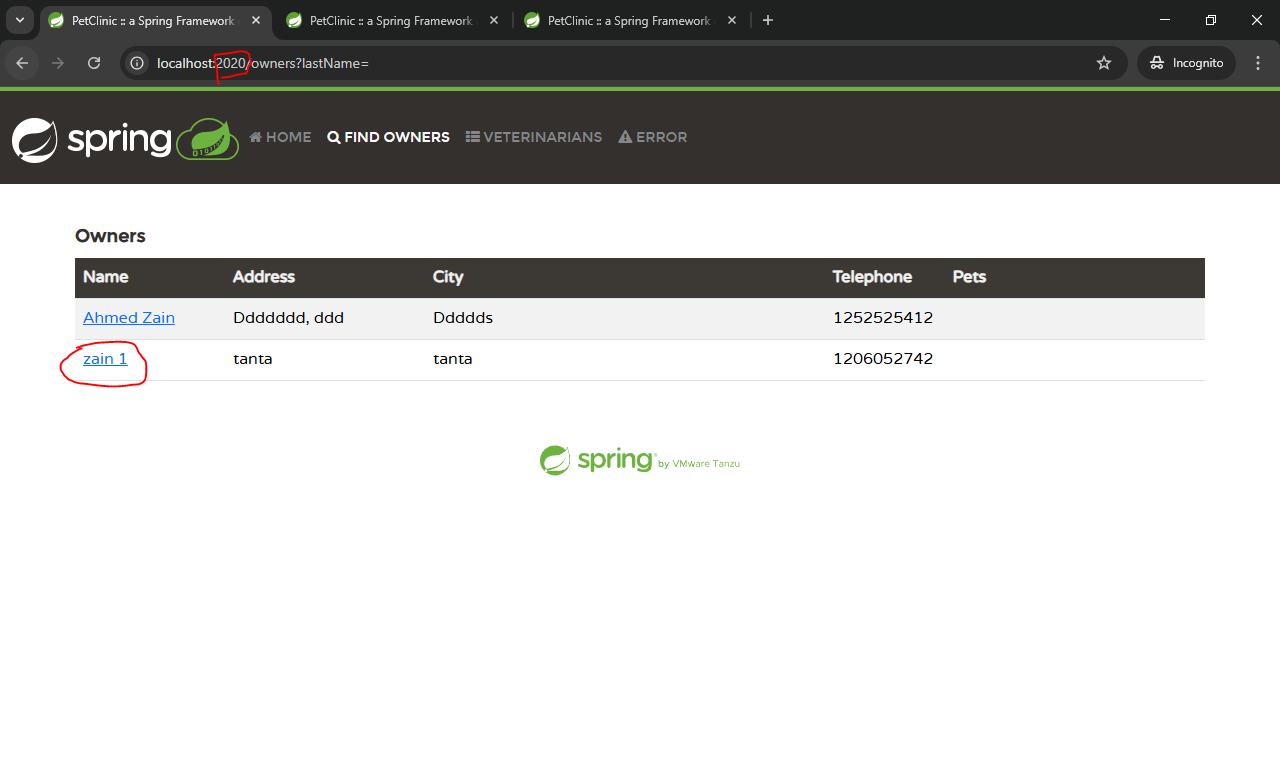 PetClinic :: a Spring Framework PetClinic :: a Spring Framework PetClinic :: a Spring Framework
localhost:2020/owners?lastName= Incognito
spring HOME FIND OWNERS VETERINARIANS ERROR
Owners
Name Address City Telephone Pets
Ahmed Zain Ddddddd, ddd Ddddds 1252525412
zain 1 tanta tanta 1206052742
spring by VMware Tanzu